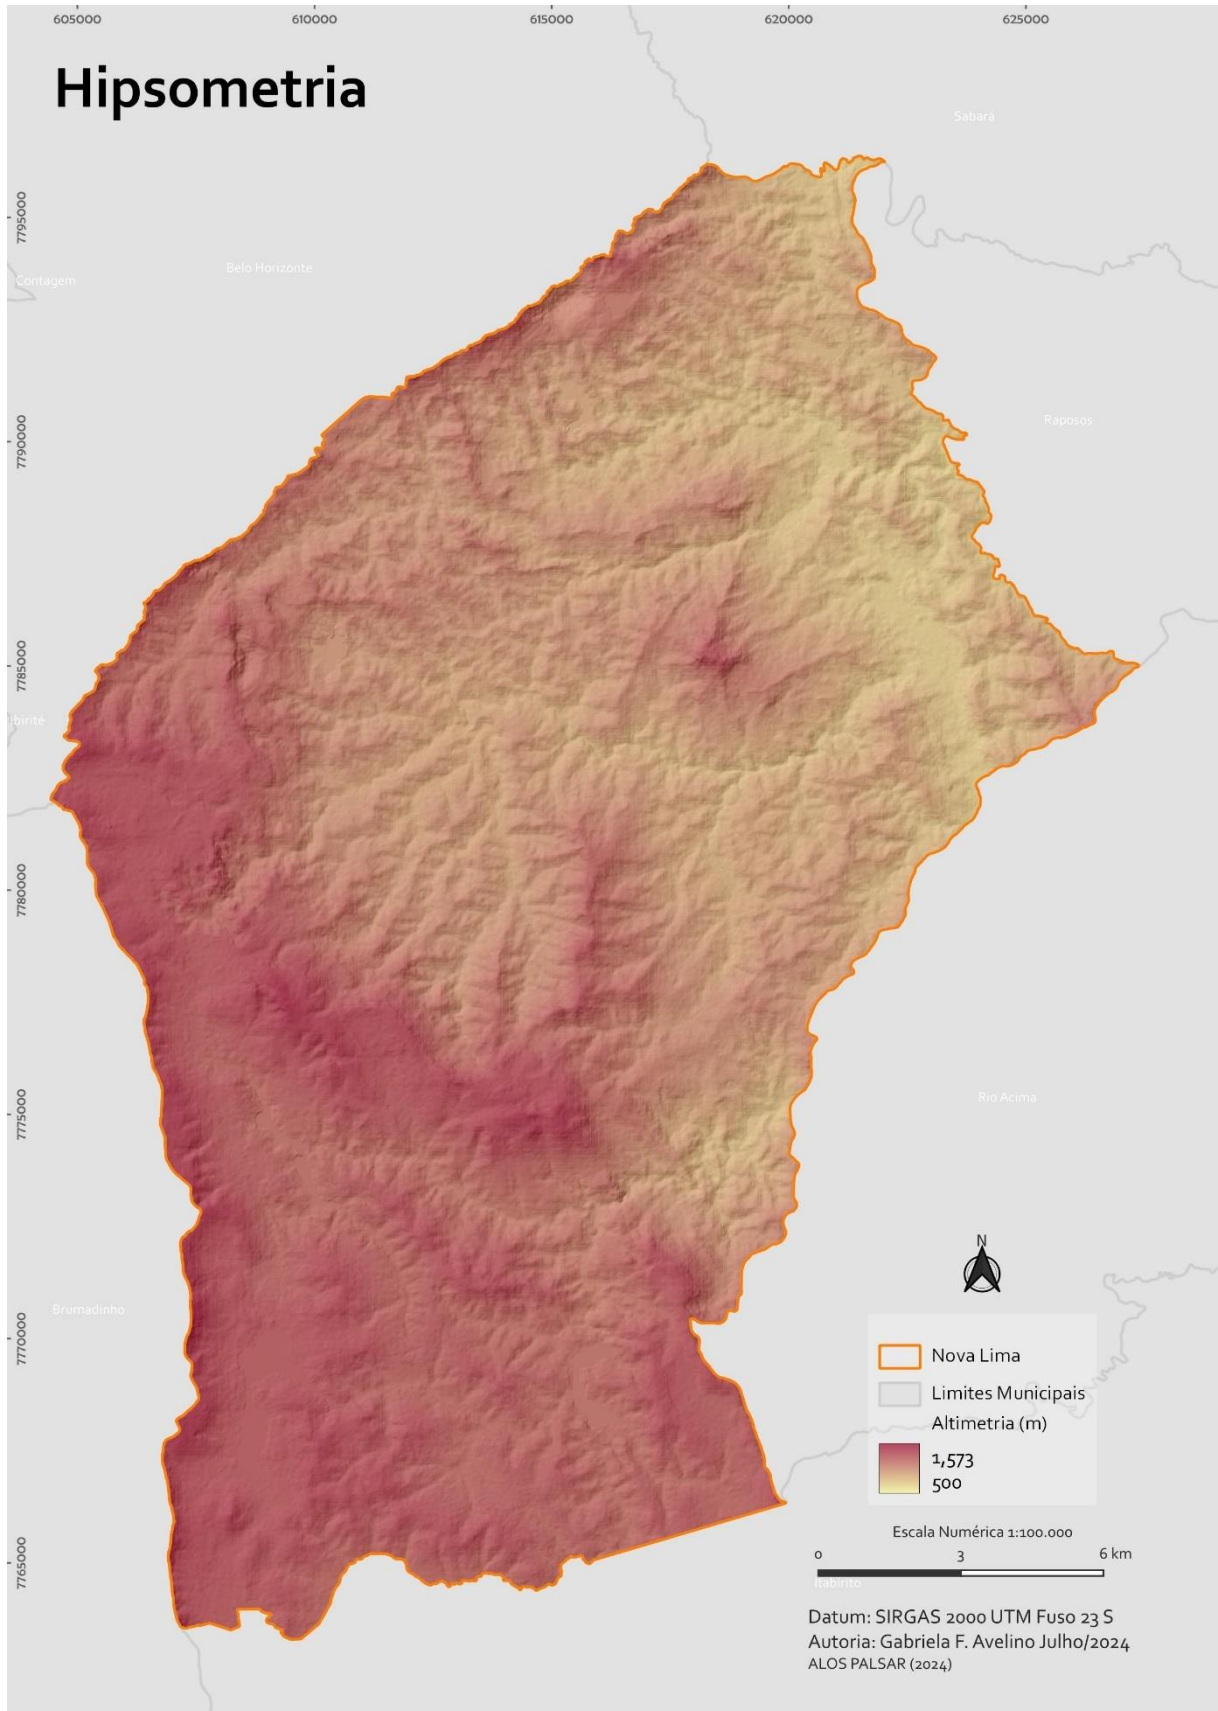 605000
610000
615000
620000
625000
Hipsometria
Sabará
7795000
Belo Horizonte
Contagem
Raposos
7790000
7785000
Ibirité
7780000
Rio Acima
7775000
N
Brumadinho
7770000
Nova Lima
Limites Municipais
Altimetria (m)
1,573
500
Escala Numérica 1:100.000
0
3
6 km
7765000
Itabirito
Datum: SIRGAS 2000 UTM Fuso 23 S
Autoria: Gabriela F. Avelino Julho/2024
ALOS PALSAR (2024)